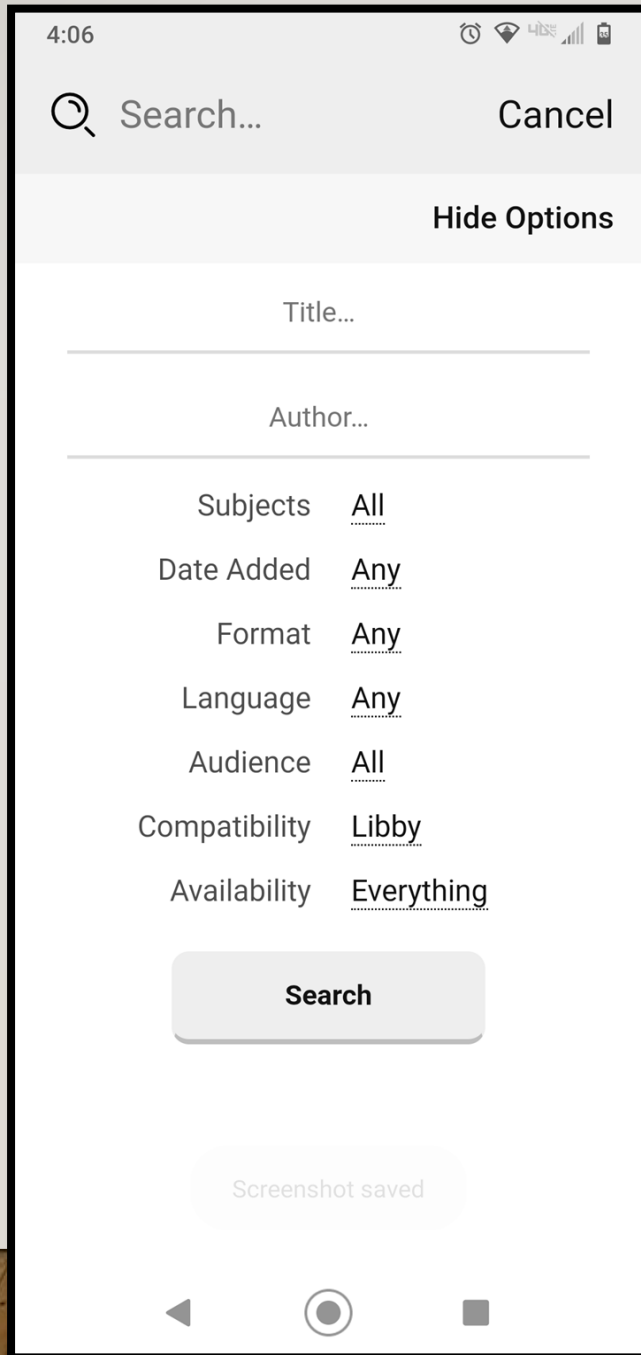 4:06
Search...
Cancel
Hide Options
Title...
Author...
Subjects All
Date Added Any
Format Any
Language Any
Audience All
Compatibility Libby
Availability Everything
Search
Screenshot saved